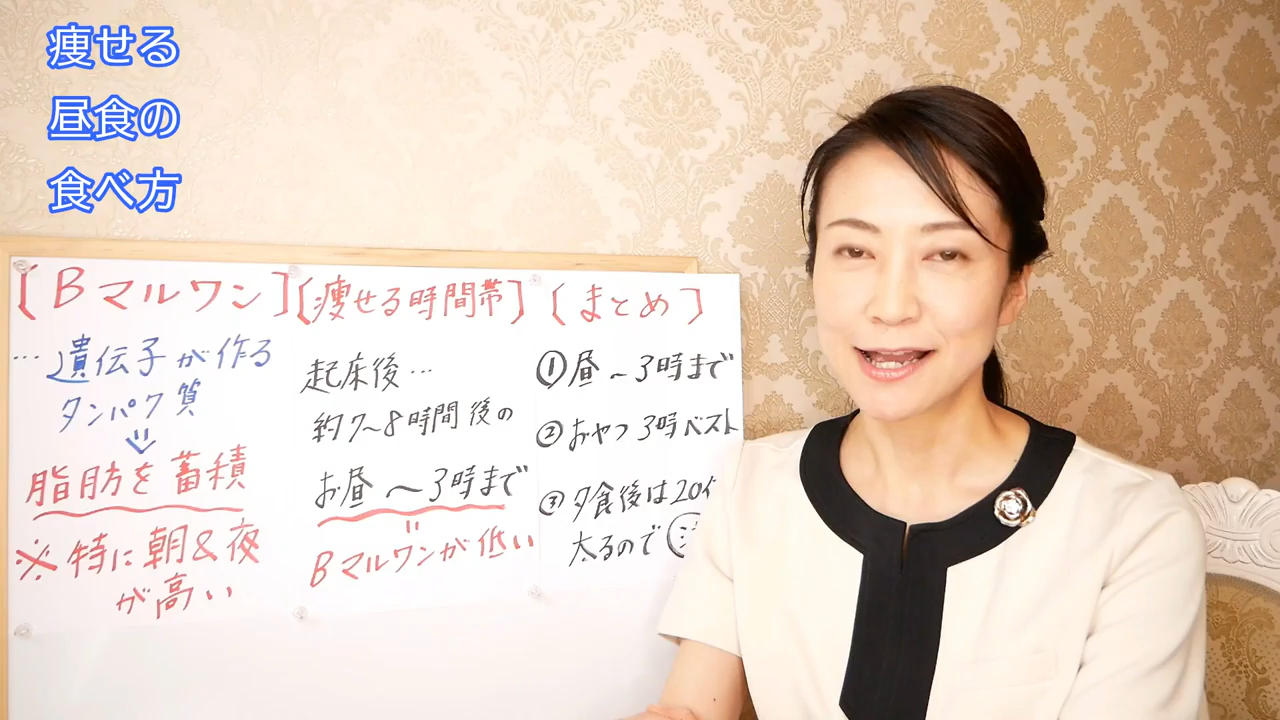 痩せる
昼食の
食べ方
【Bマルワン】
…遺伝子が作る
タンパク質
⇓
脂肪を蓄積
※特に朝&夜
が高い
【痩せる時間帯】
起床後…
約7~8時間後の
お昼~3時まで
Bマルワンが低い
【まとめ】
①昼~3時まで
②おやつ3時ベスト
③夕食後は20
太るので